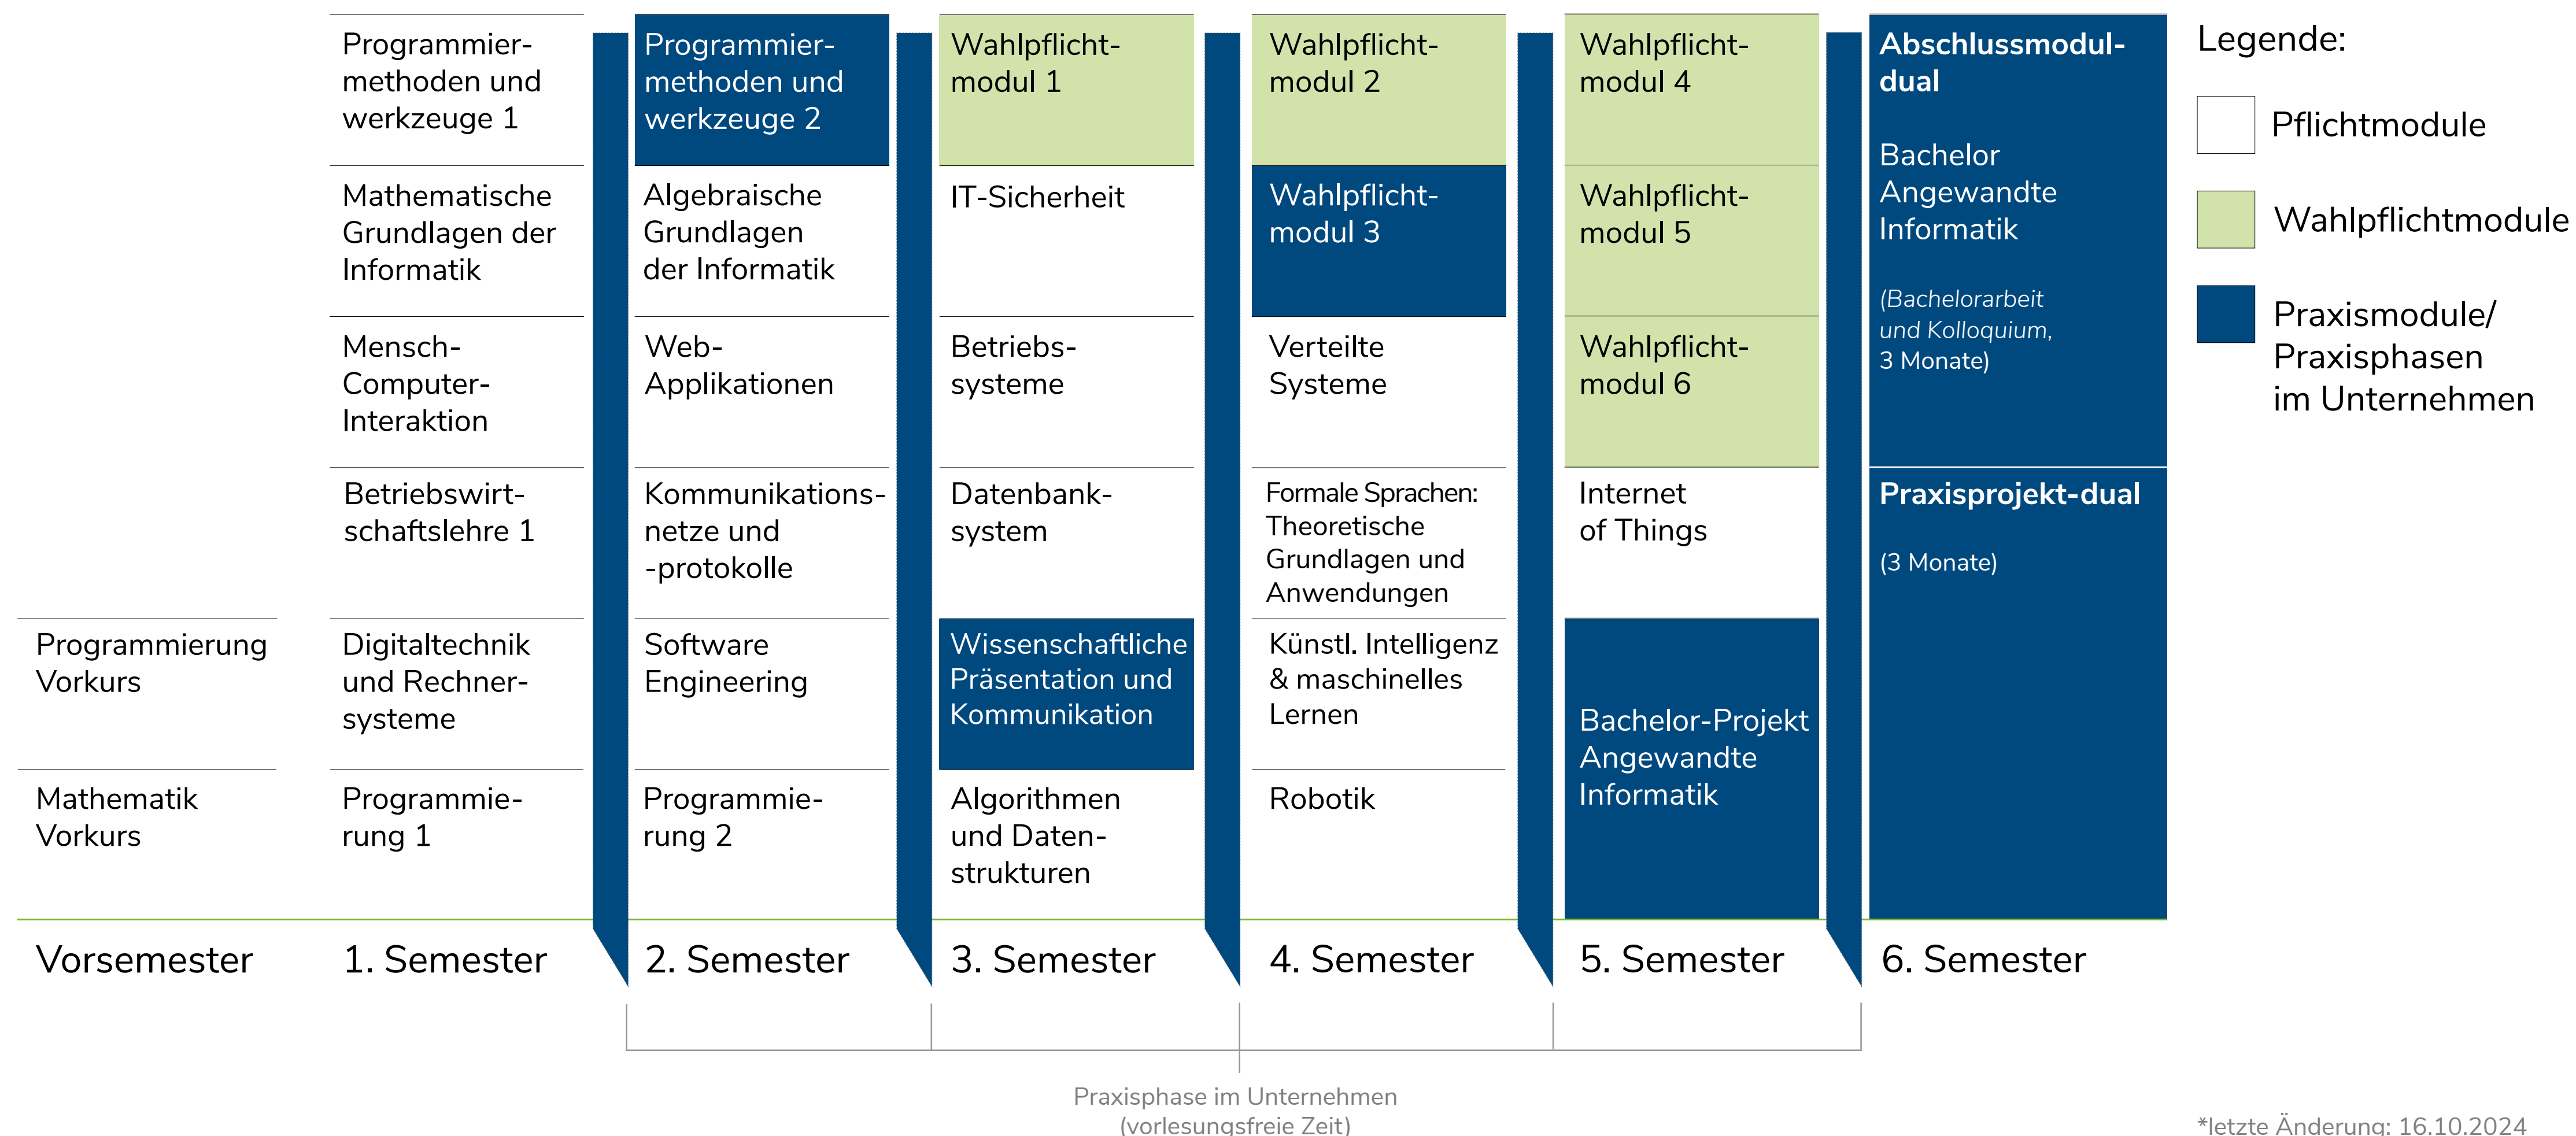 Programmier-
methoden und
werkzeuge 1
Mathematische
Grundlagen der
Informatik
Mensch-
Computer-
Interaktion
Betriebswirt-
schaftslehre 1
Programmierung
Vorkurs
Digitaltechnik
und Rechner-
systeme
Mathematik
Vorkurs
Programmie-
rung 1
Programmier-
methoden und
werkzeuge 2
Algebraische
Grundlagen
der Informatik
Web-
Applikationen
Kommunikations-
netze und
-protokolle
Software
Engineering
Programmie-
rung 2
Wahlpflicht-
modul 1
IT-Sicherheit
Betriebs-
systeme
Datenbank-
system
Wissenschaftliche
Präsentation und
Kommunikation
Algorithmen
und Daten-
strukturen
Wahlpflicht-
modul 2
Wahlpflicht-
modul 3
Verteilte
Systeme
Formale Sprachen:
Theoretische
Grundlagen und
Anwendungen
Künstl. Intelligenz
& maschinelles
Lernen
Robotik
Wahlpflicht-
modul 4
Wahlpflicht-
modul 5
Wahlpflicht-
modul 6
Internet
of Things
Bachelor-Projekt
Angewandte
Informatik
Abschlussmodul-
dual
Bachelor
Angewandte
Informatik
(Bachelorarbeit
und Kolloquium,
3 Monate)
Praxisprojekt-dual
(3 Monate)
Legende:
Pflichtmodule
Wahlpflichtmodule
Praxismodule/
Praxisphasen
im Unternehmen
Vorsemester
1. Semester
2. Semester
3. Semester
4. Semester
5. Semester
6. Semester
Praxisphase im Unternehmen
(vorlesungsfreie Zeit)
*letzte Änderung: 16.10.2024